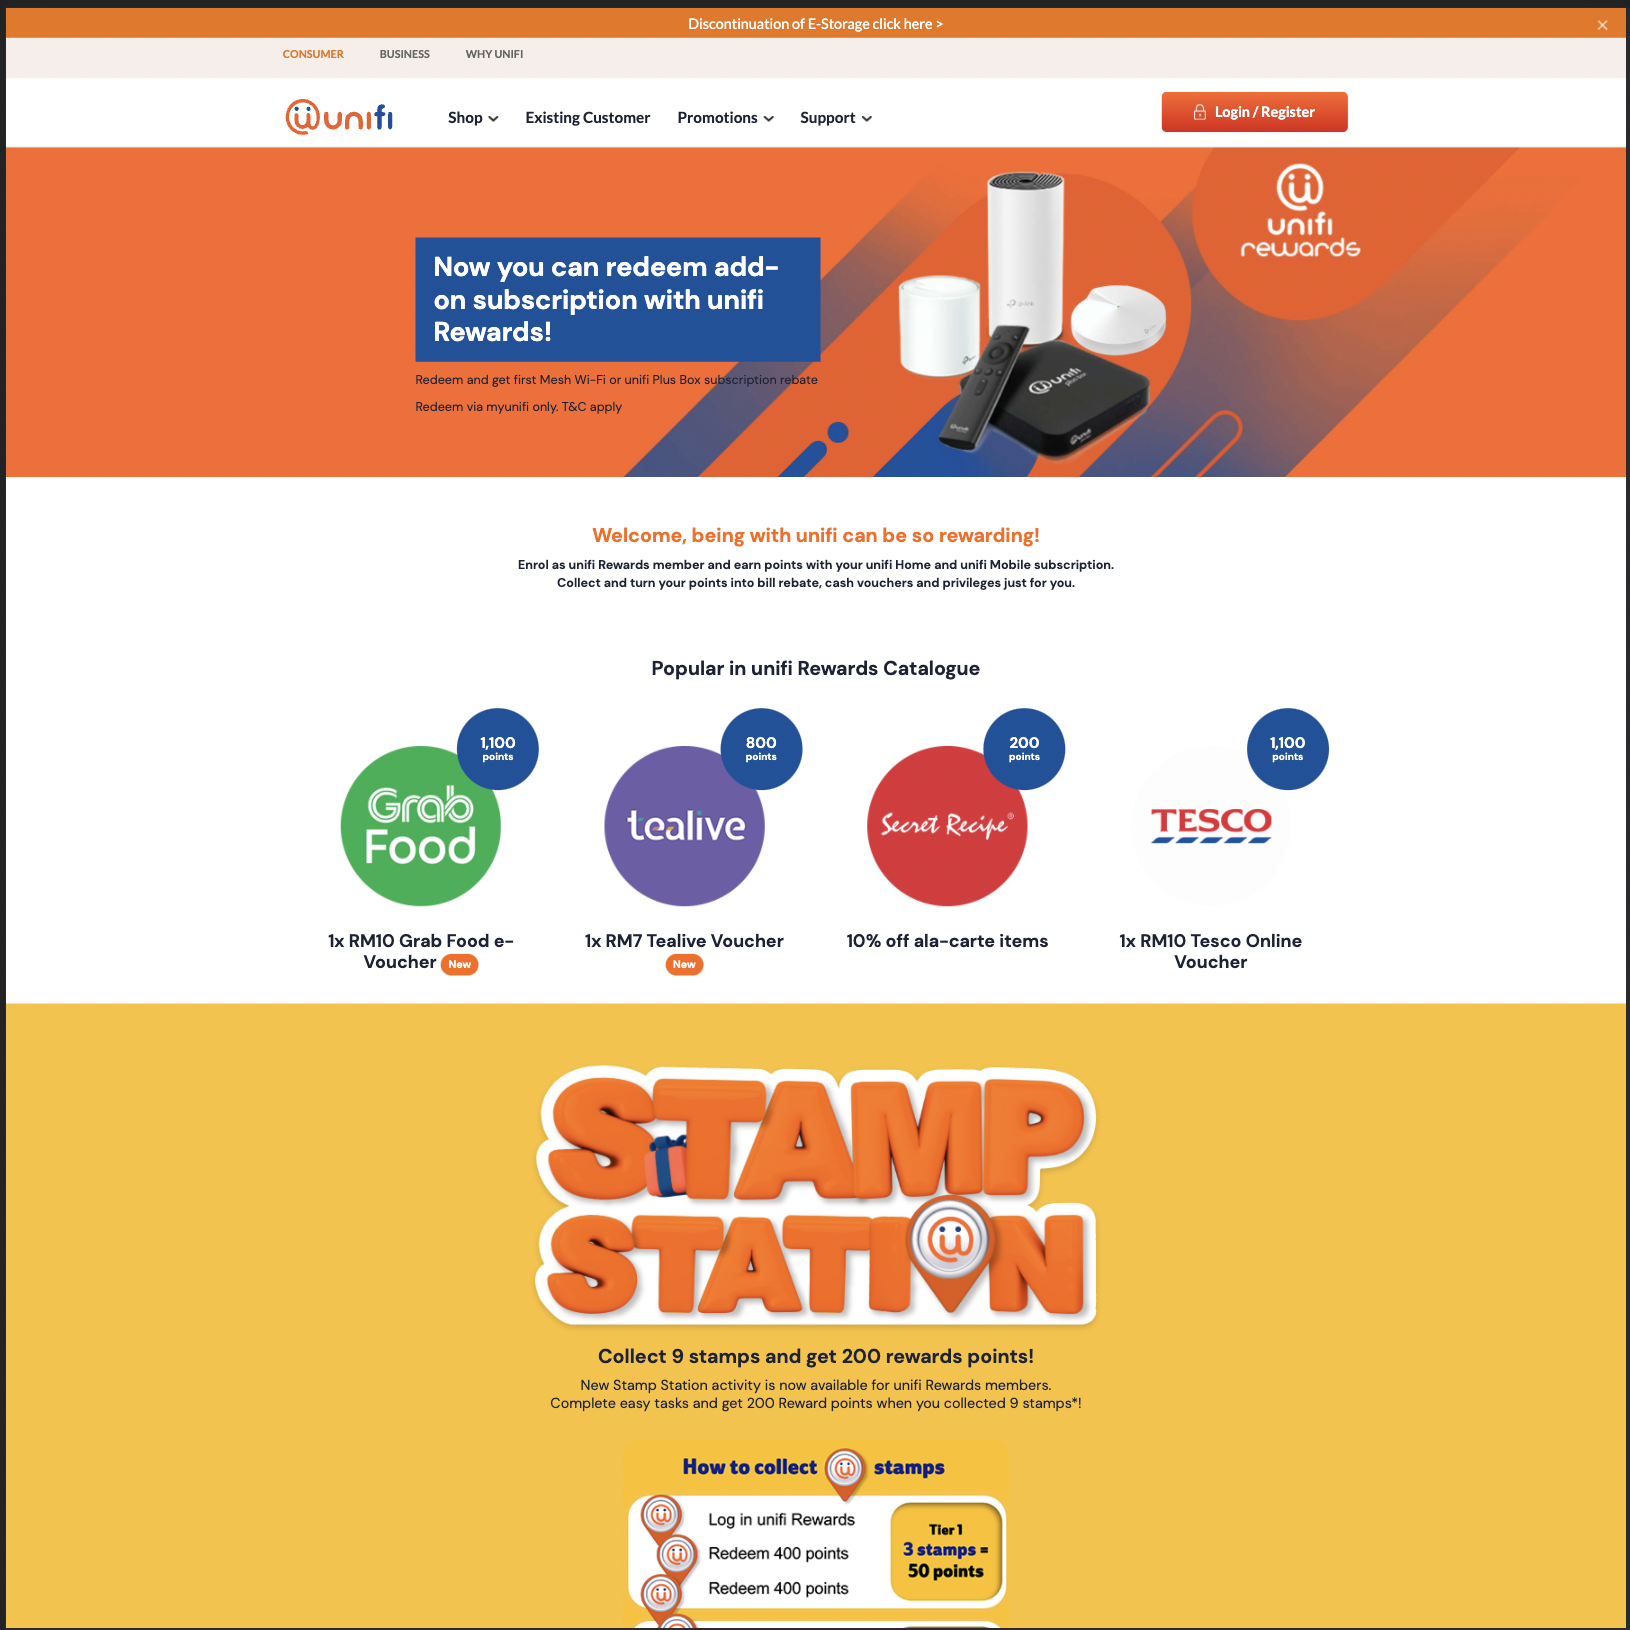 Discontinuation of E-Storage click here >
CONSUMER BUSINESS WHY UNIFI
unifi Shop Existing Customer Promotions Support Login / Register
unifi
rewards
Now you can redeem add-
on subscription with unifi
Rewards!
Redeem and get first Mesh Wi-Fi or unifi Plus Box subscription rebate
Redeem via myunifi only. T&C apply
tp-link
unifi
plus box
unifi
unifi
Welcome, being with unifi can be so rewarding!
Enrol as unifi Rewards member and earn points with your unifi Home and unifi Mobile subscription.
Collect and turn your points into bill rebate, cash vouchers and privileges just for you.
Popular in unifi Rewards Catalogue
1,100
points
Grab
Food
1x RM10 Grab Food e-
Voucher New
800
points
tealive
1x RM7 Tealive Voucher
New
200
points
Secret Recipe®
10% off ala-carte items
1,100
points
TESCO
1x RM10 Tesco Online
Voucher
STAMP
STATION
Collect 9 stamps and get 200 rewards points!
New Stamp Station activity is now available for unifi Rewards members.
Complete easy tasks and get 200 Reward points when you collected 9 stamps*!
How to collect stamps
Log in unifi Rewards
Redeem 400 points
Redeem 400 points
Tier 1
3 stamps =
50 points